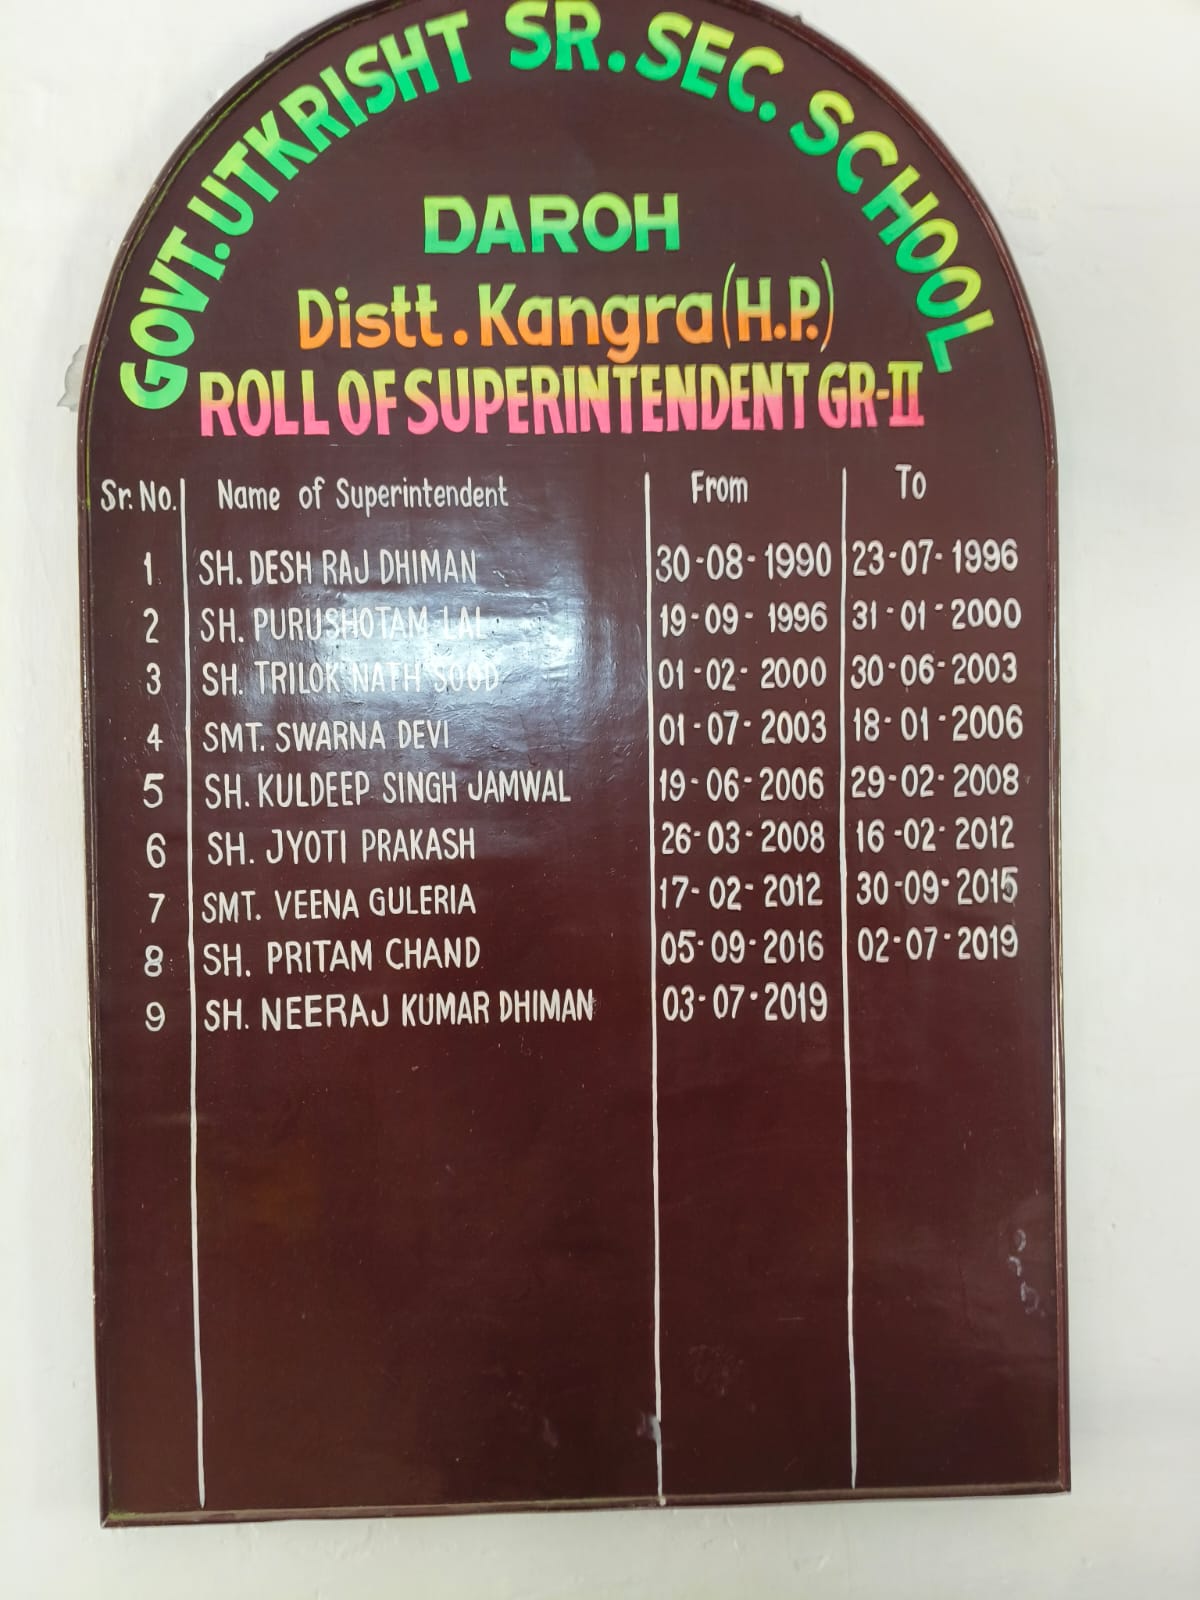 GOVT. UTKRISHT SR. SEC. SCHOOL
DAROH
Distt. Kangra (H.P.)
ROLL OF SUPERINTENDENT GR-II
Sr. No. Name of Superintendent From To
1 SH. DESH RAJ DHIMAN 30-08-1990 23-07-1996
2 SH. PURUSHOTAM LAL 19-09-1996 31-01-2000
3 SH. TRILOK NATH SOOD 01-02-2000 30-06-2003
4 SMT. SWARNA DEVI 01-07-2003 18-01-2006
5 SH. KULDEEP SINGH JAMWAL 19-06-2006 29-02-2008
6 SH. JYOTI PRAKASH 26-03-2008 16-02-2012
7 SMT. VEENA GULERIA 17-02-2012 30-09-2015
8 SH. PRITAM CHAND 05-09-2016 02-07-2019
9 SH. NEERAJ KUMAR DHIMAN 03-07-2019